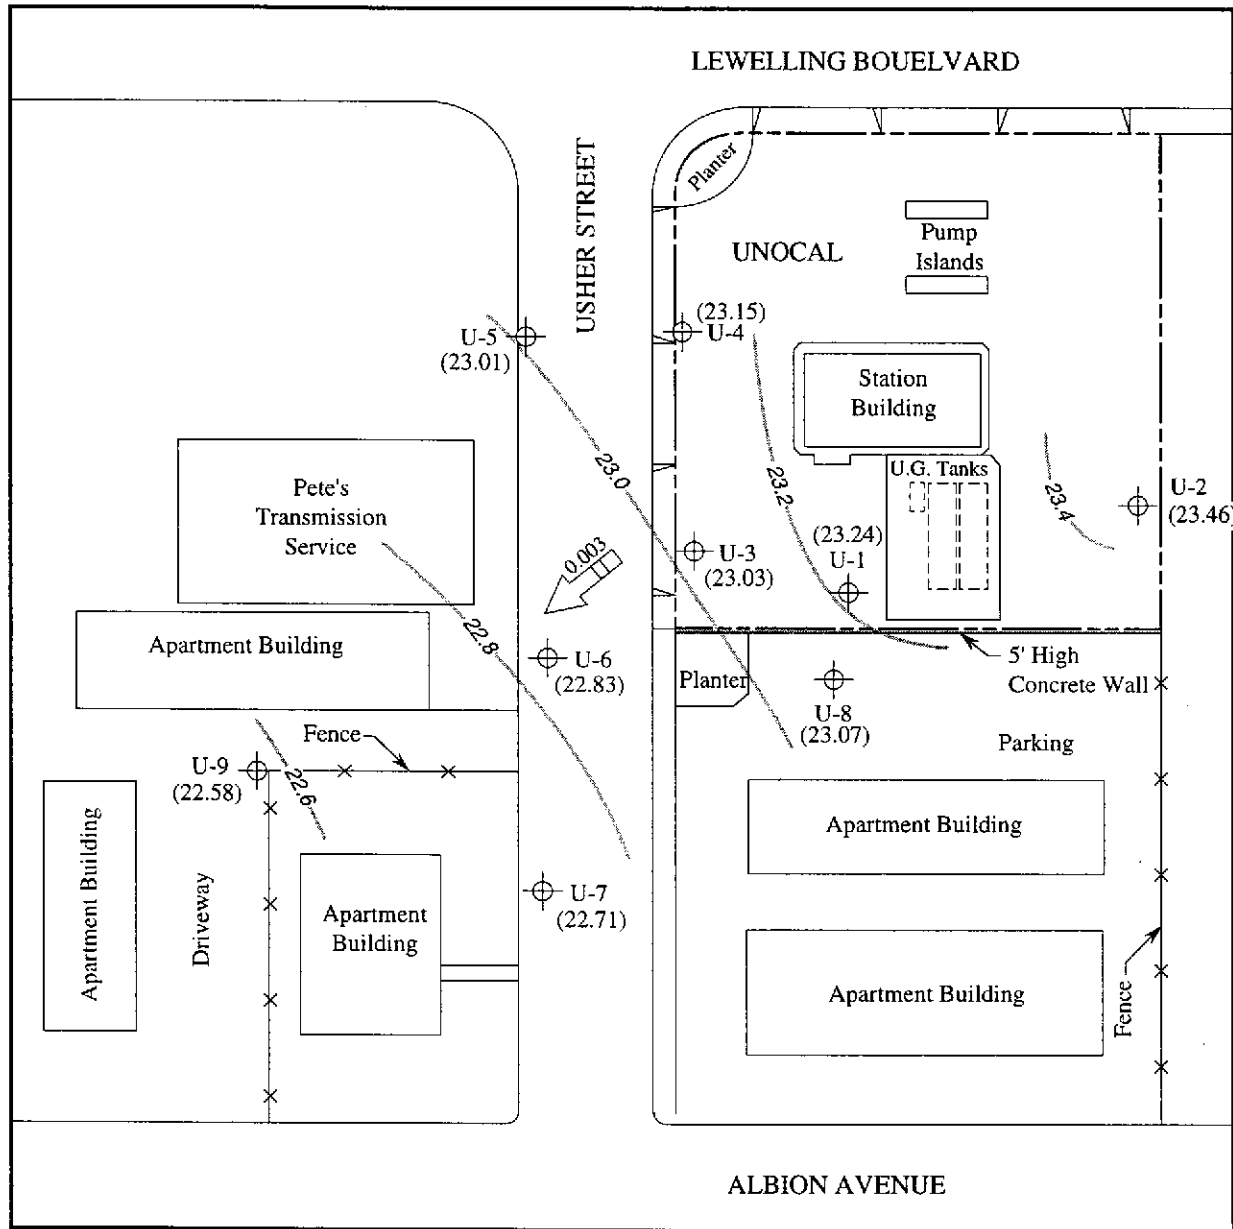 LEWELLING BOUELVARD
USHER STREET
Planter
UNOCAL
Pump
Islands
(23.15)
U-4
U-5
(23.01)
Station
Building
U.G. Tanks
23.0
23.2
23.4
U-2
(23.46)
Pete's
Transmission
Service
(23.24)
U-1
U-3
(23.03)
0.003
Apartment Building
22.8
U-6
(22.83)
Planter
U-8
(23.07)
5' High
Concrete Wall
Parking
Fence
U-9
(22.58)
22.6
Apartment Building
Driveway
Apartment
Building
U-7
(22.71)
Apartment Building
Apartment Building
Fence
ALBION AVENUE